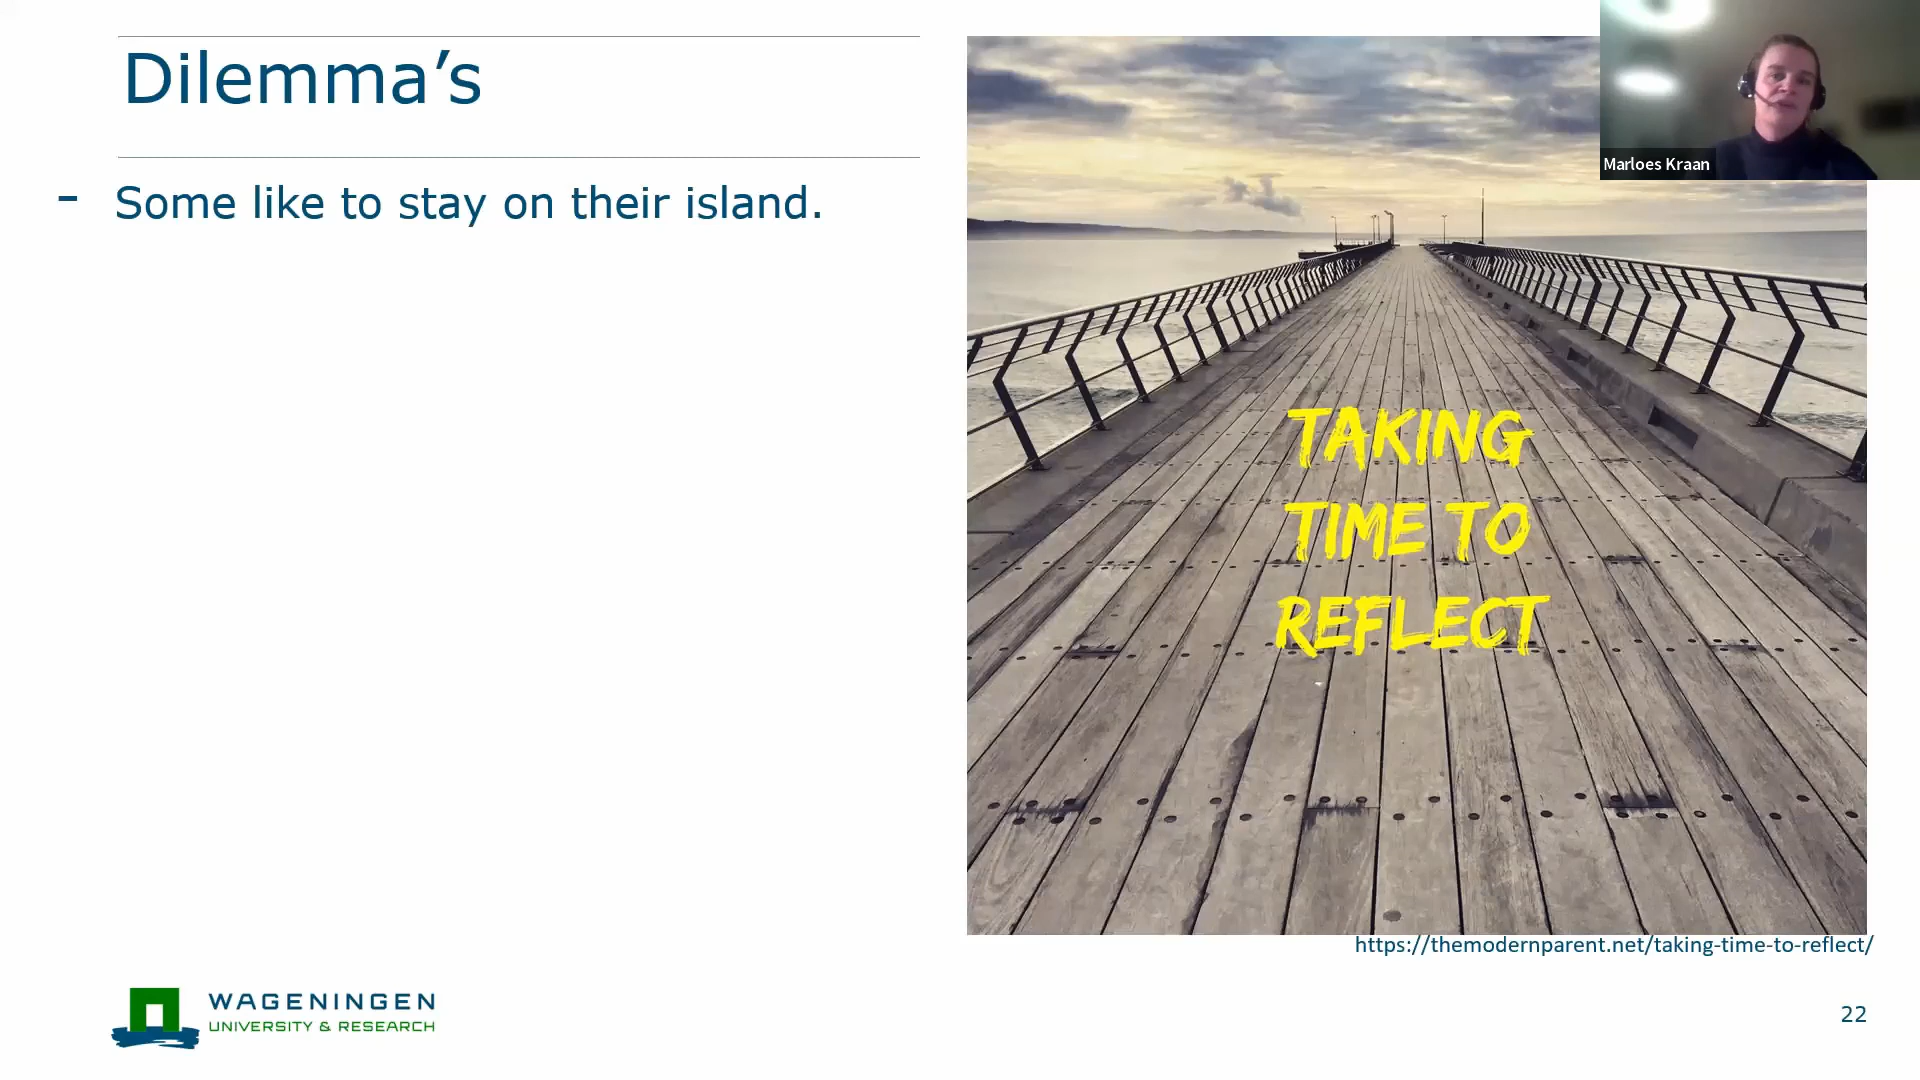 Dilemma’s
- Some like to stay on their island.
Marloes Kraan
TAKING
TIME TO
REFLECT
https://themodernparent.net/taking-time-to-reflect/
WAGENINGEN
UNIVERSITY & RESEARCH
22